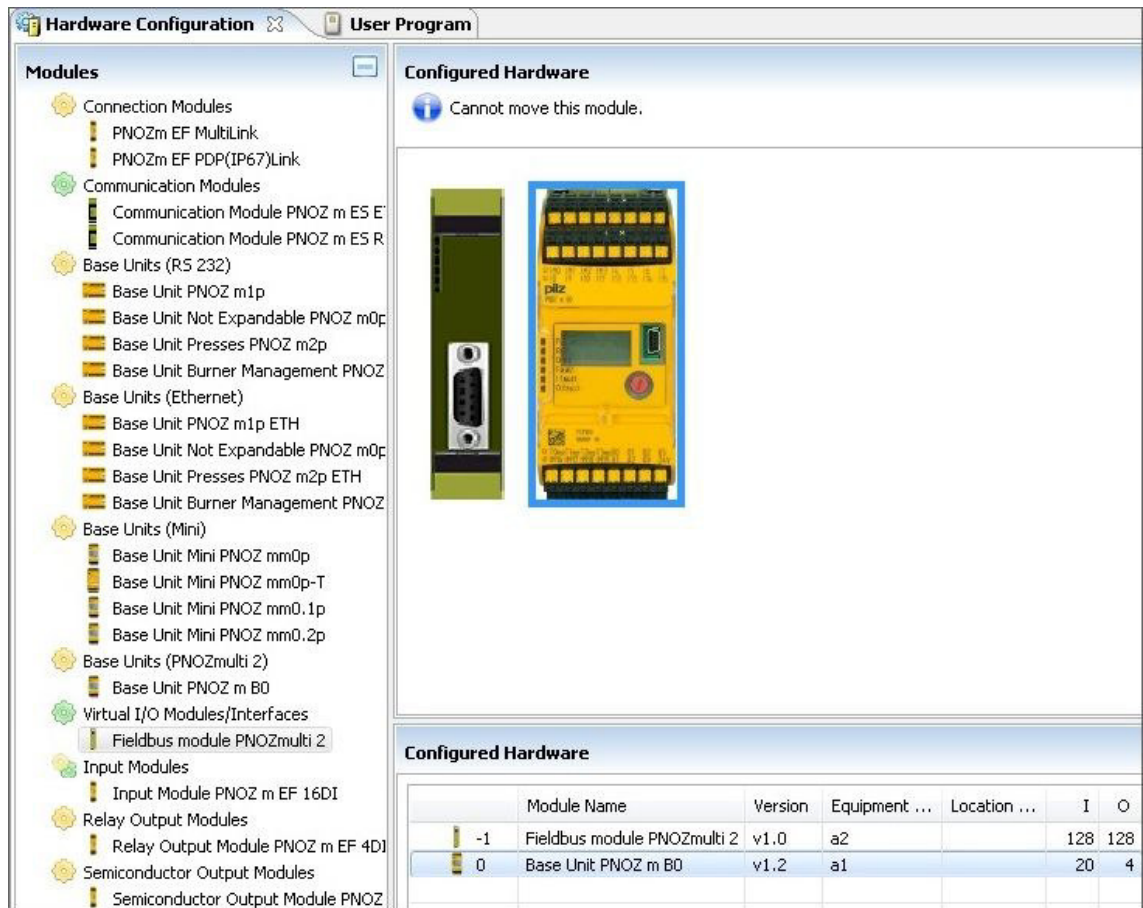 Hardware Configuration
User Program
Modules
Connection Modules
PNOZm EF MultiLink
PNOZm EF PDP(IP67)Link
Communication Modules
Communication Module PNOZ m ES E
Communication Module PNOZ m ES R
Base Units (RS 232)
Base Unit PNOZ m1p
Base Unit Not Expandable PNOZ m0p
Base Unit Presses PNOZ m2p
Base Unit Burner Management PNOZ
Base Units (Ethernet)
Base Unit PNOZ m1p ETH
Base Unit Not Expandable PNOZ m0p
Base Unit Presses PNOZ m2p ETH
Base Unit Burner Management PNOZ
Base Units (Mini)
Base Unit Mini PNOZ mm0p
Base Unit Mini PNOZ mm0p-T
Base Unit Mini PNOZ mm0.1p
Base Unit Mini PNOZ mm0.2p
Base Units (PNOZmulti 2)
Base Unit PNOZ m B0
Virtual I/O Modules/Interfaces
Fieldbus module PNOZmulti 2
Input Modules
Input Module PNOZ m EF 16DI
Relay Output Modules
Relay Output Module PNOZ m EF 4DI
Semiconductor Output Modules
Semiconductor Output Module PNOZ
Configured Hardware
Cannot move this module.
pilz
Configured Hardware
Module Name Version Equipment ... Location ... I O
-1 Fieldbus module PNOZmulti 2 v1.0 a2 128 128
0 Base Unit PNOZ m B0 v1.2 a1 20 4